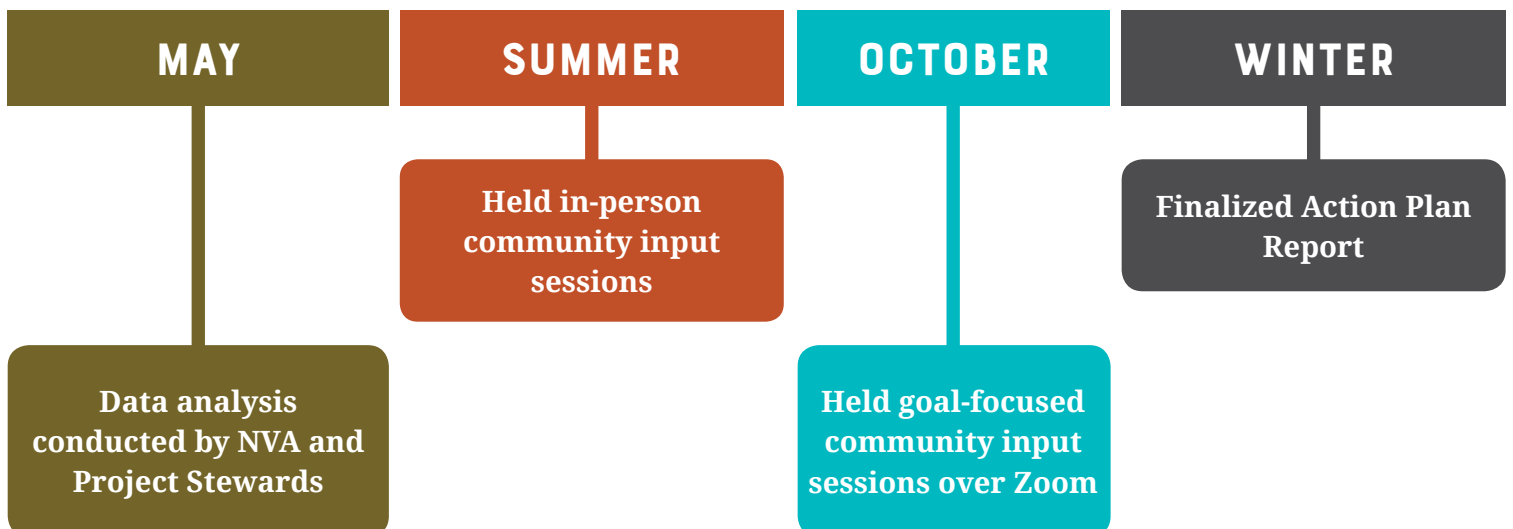 MAY
Data analysis
conducted by NVA and
Project Stewards
SUMMER
Held in-person
community input
sessions
OCTOBER
Held goal-focused
community input
sessions over Zoom
WINTER
Finalized Action Plan
Report